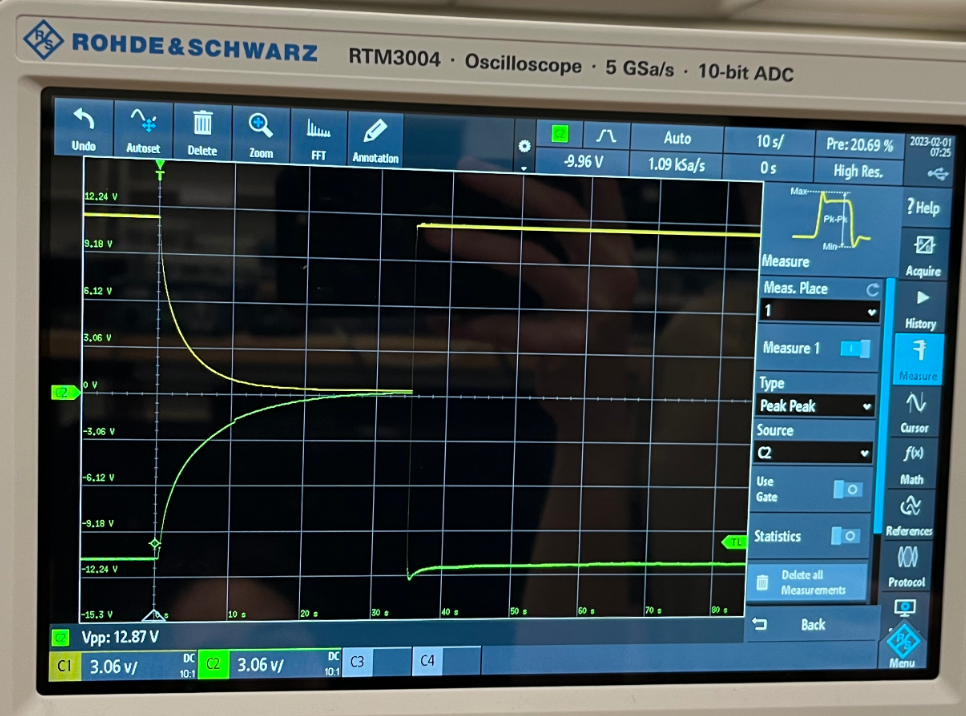 ROHDE&SCHWARZ RTM3004 · Oscilloscope · 5 GSa/s · 10-bit ADC
Undo Autoset Delete Zoom FFT Annotation
C2 Auto 10 s/ Pre: 20.69 % 2023-02-01
-9.96 V 1.09 kSa/s 0 s High Res. 07:25
T
12.24 V
9.18 V
6.12 V
3.06 V
C2 0 V
-3.06 V
-6.12 V
-9.18 V
TL
-12.24 V
-15.3 V 0 s 10 s 20 s 30 s 40 s 50 s 60 s 70 s 80 s
Max
Pk-Pk
Min
Measure
Meas. Place
1
Measure 1
Type
Peak Peak
Source
C2
Use
Gate
Statistics
Delete all
Measurements
Back
? Help
Acquire
History
Measure
Cursor
f(x)
Math
References
Protocol
R&S
Menu
C2 Vpp: 12.87 V
C1 3.06 V/ DC 10:1 C2 3.06 V/ DC 10:1 C3 C4